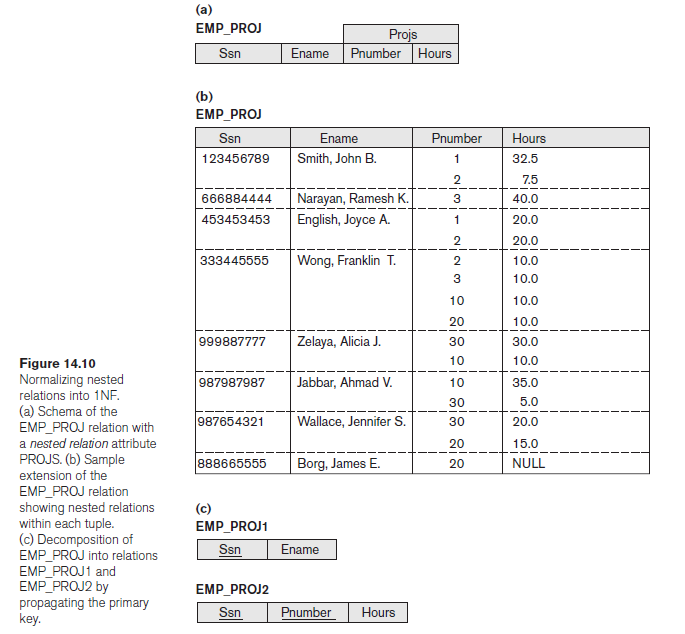 (a)
EMP_PROJ
Projs
Ssn Ename Pnumber Hours
(b)
EMP_PROJ
Ssn Ename Pnumber Hours
123456789 Smith, John B. 1 32.5
2 7.5
666884444 Narayan, Ramesh K. 3 40.0
453453453 English, Joyce A. 1 20.0
2 20.0
333445555 Wong, Franklin T. 2 10.0
3 10.0
10 10.0
20 10.0
999887777 Zelaya, Alicia J. 30 30.0
10 10.0
987987987 Jabbar, Ahmad V. 10 35.0
30 5.0
987654321 Wallace, Jennifer S. 30 20.0
20 15.0
888665555 Borg, James E. 20 NULL
(c)
EMP_PROJ1
Ssn Ename
EMP_PROJ2
Ssn Pnumber Hours
Figure 14.10
Normalizing nested
relations into 1NF.
(a) Schema of the
EMP_PROJ relation with
a nested relation attribute
PROJS. (b) Sample
extension of the
EMP_PROJ relation
showing nested relations
within each tuple.
(c) Decomposition of
EMP_PROJ into relations
EMP_PROJ1 and
EMP_PROJ2 by
propagating the primary
key.